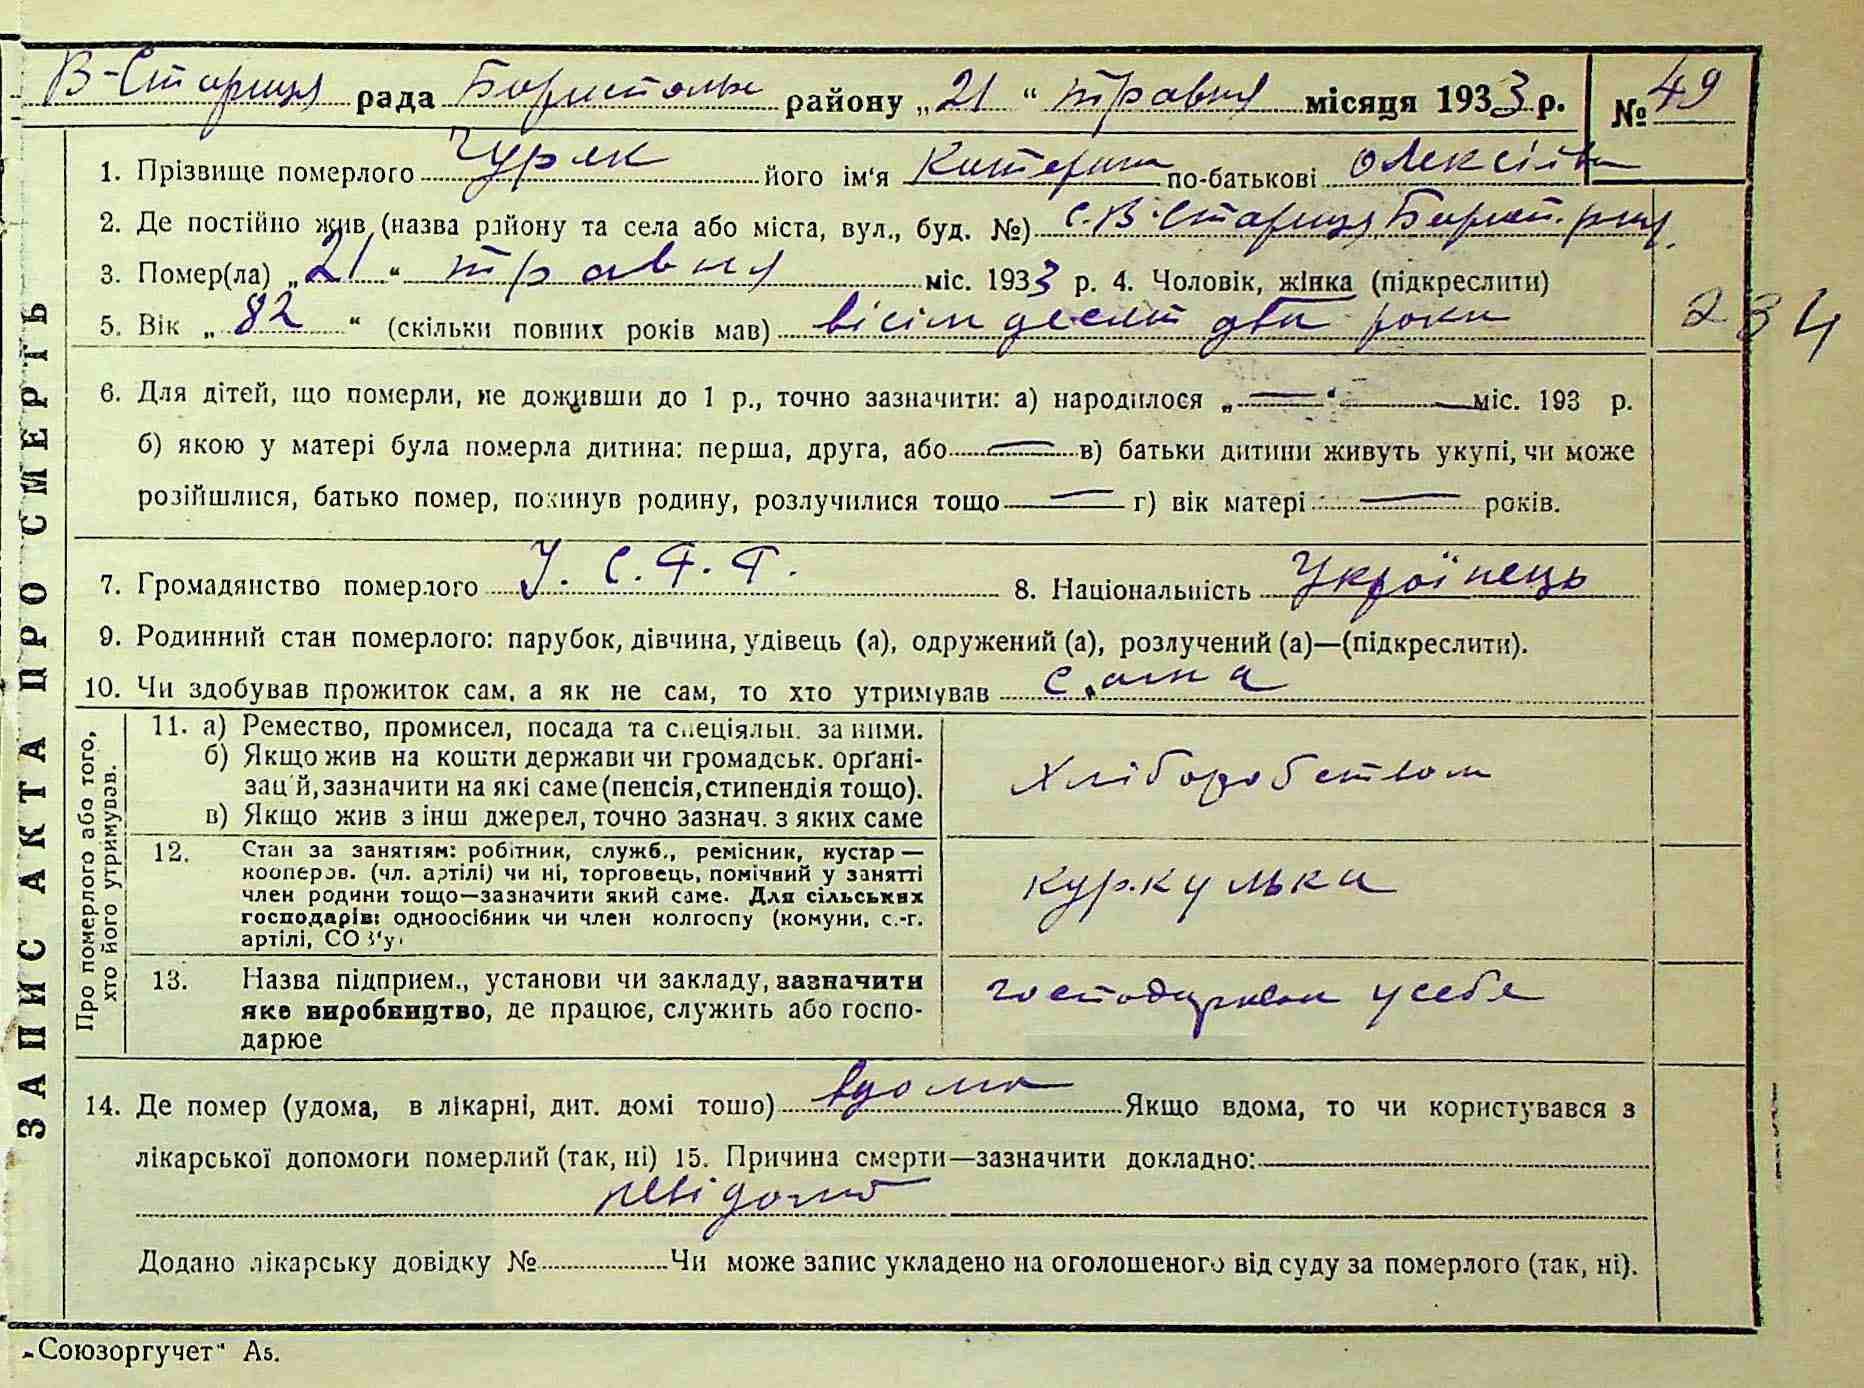 В-Стариця рада Бориспольс району „21“ травня місяця 1933 р. № 49
1. Прізвище померлого Чуряк його ім'я Катерина по-батькові Олексіївн
2. Де постійно жив (назва району та села або міста, вул., буд. №) с. В-Стариця Борисп. рай.
3. Помер(ла) „21“ травня міс. 1933 р. 4. Чоловік, жінка (підкреслити)
5. Вік „82“ (скільки повних років мав) вісімдесят два роки
234
6. Для дітей, що померли, не доживши до 1 р., точно зазначити: а) народилося „—“ — міс. 193 р.
б) якою у матері була померла дитина: перша, друга, або — в) батьки дитини живуть укупі, чи може
розійшлися, батько помер, покинув родину, розлучилися тощо — г) вік матері — років.
7. Громадянство померлого У. С. Р. Р. 8. Національність Українець
9. Родинний стан померлого: парубок, дівчина, удівець (а), одружений (а), розлучений (а)—(підкреслити).
10. Чи здобував прожиток сам, а як не сам, то хто утримував сама
ЗАПИС АКТА ПРО СМЕРТЬ
Про померлого або того,
хто його утримував.
11. а) Ремество, промисел, посада та спеціяльн. за ними.
б) Якщо жив на кошти держави чи громадськ. орґані-
зацій, зазначити на які саме (пенсія, стипендія тощо).
в) Якщо жив з інш джерел, точно зазнач. з яких саме
Хліборобством
12. Стан за занятіям: робітник, служб., ремісник, кустар —
кооперов. (чл. артілі) чи ні, торговець, помічний у занятті
член родини тощо—зазначити який саме. Для сільських
господарів: одноосібник чи член колгоспу (комуни, с.-г.
артілі, СОЗ'у)
куркулька
13. Назва підприєм., установи чи закладу, зазначити
яке виробництво, де працює, служить або госпо-
дарює
у себя
14. Де помер (удома, в лікарні, дит. домі тощо) вдома Якщо вдома, то чи користувався з
лікарської допомоги померлий (так, ні) 15. Причина смерти—зазначити докладно:
невідомо
Додано лікарську довідку № Чи може запис укладено на оголошеного від суду за померлого (так, ні).
„Союзоргучет“ А5.